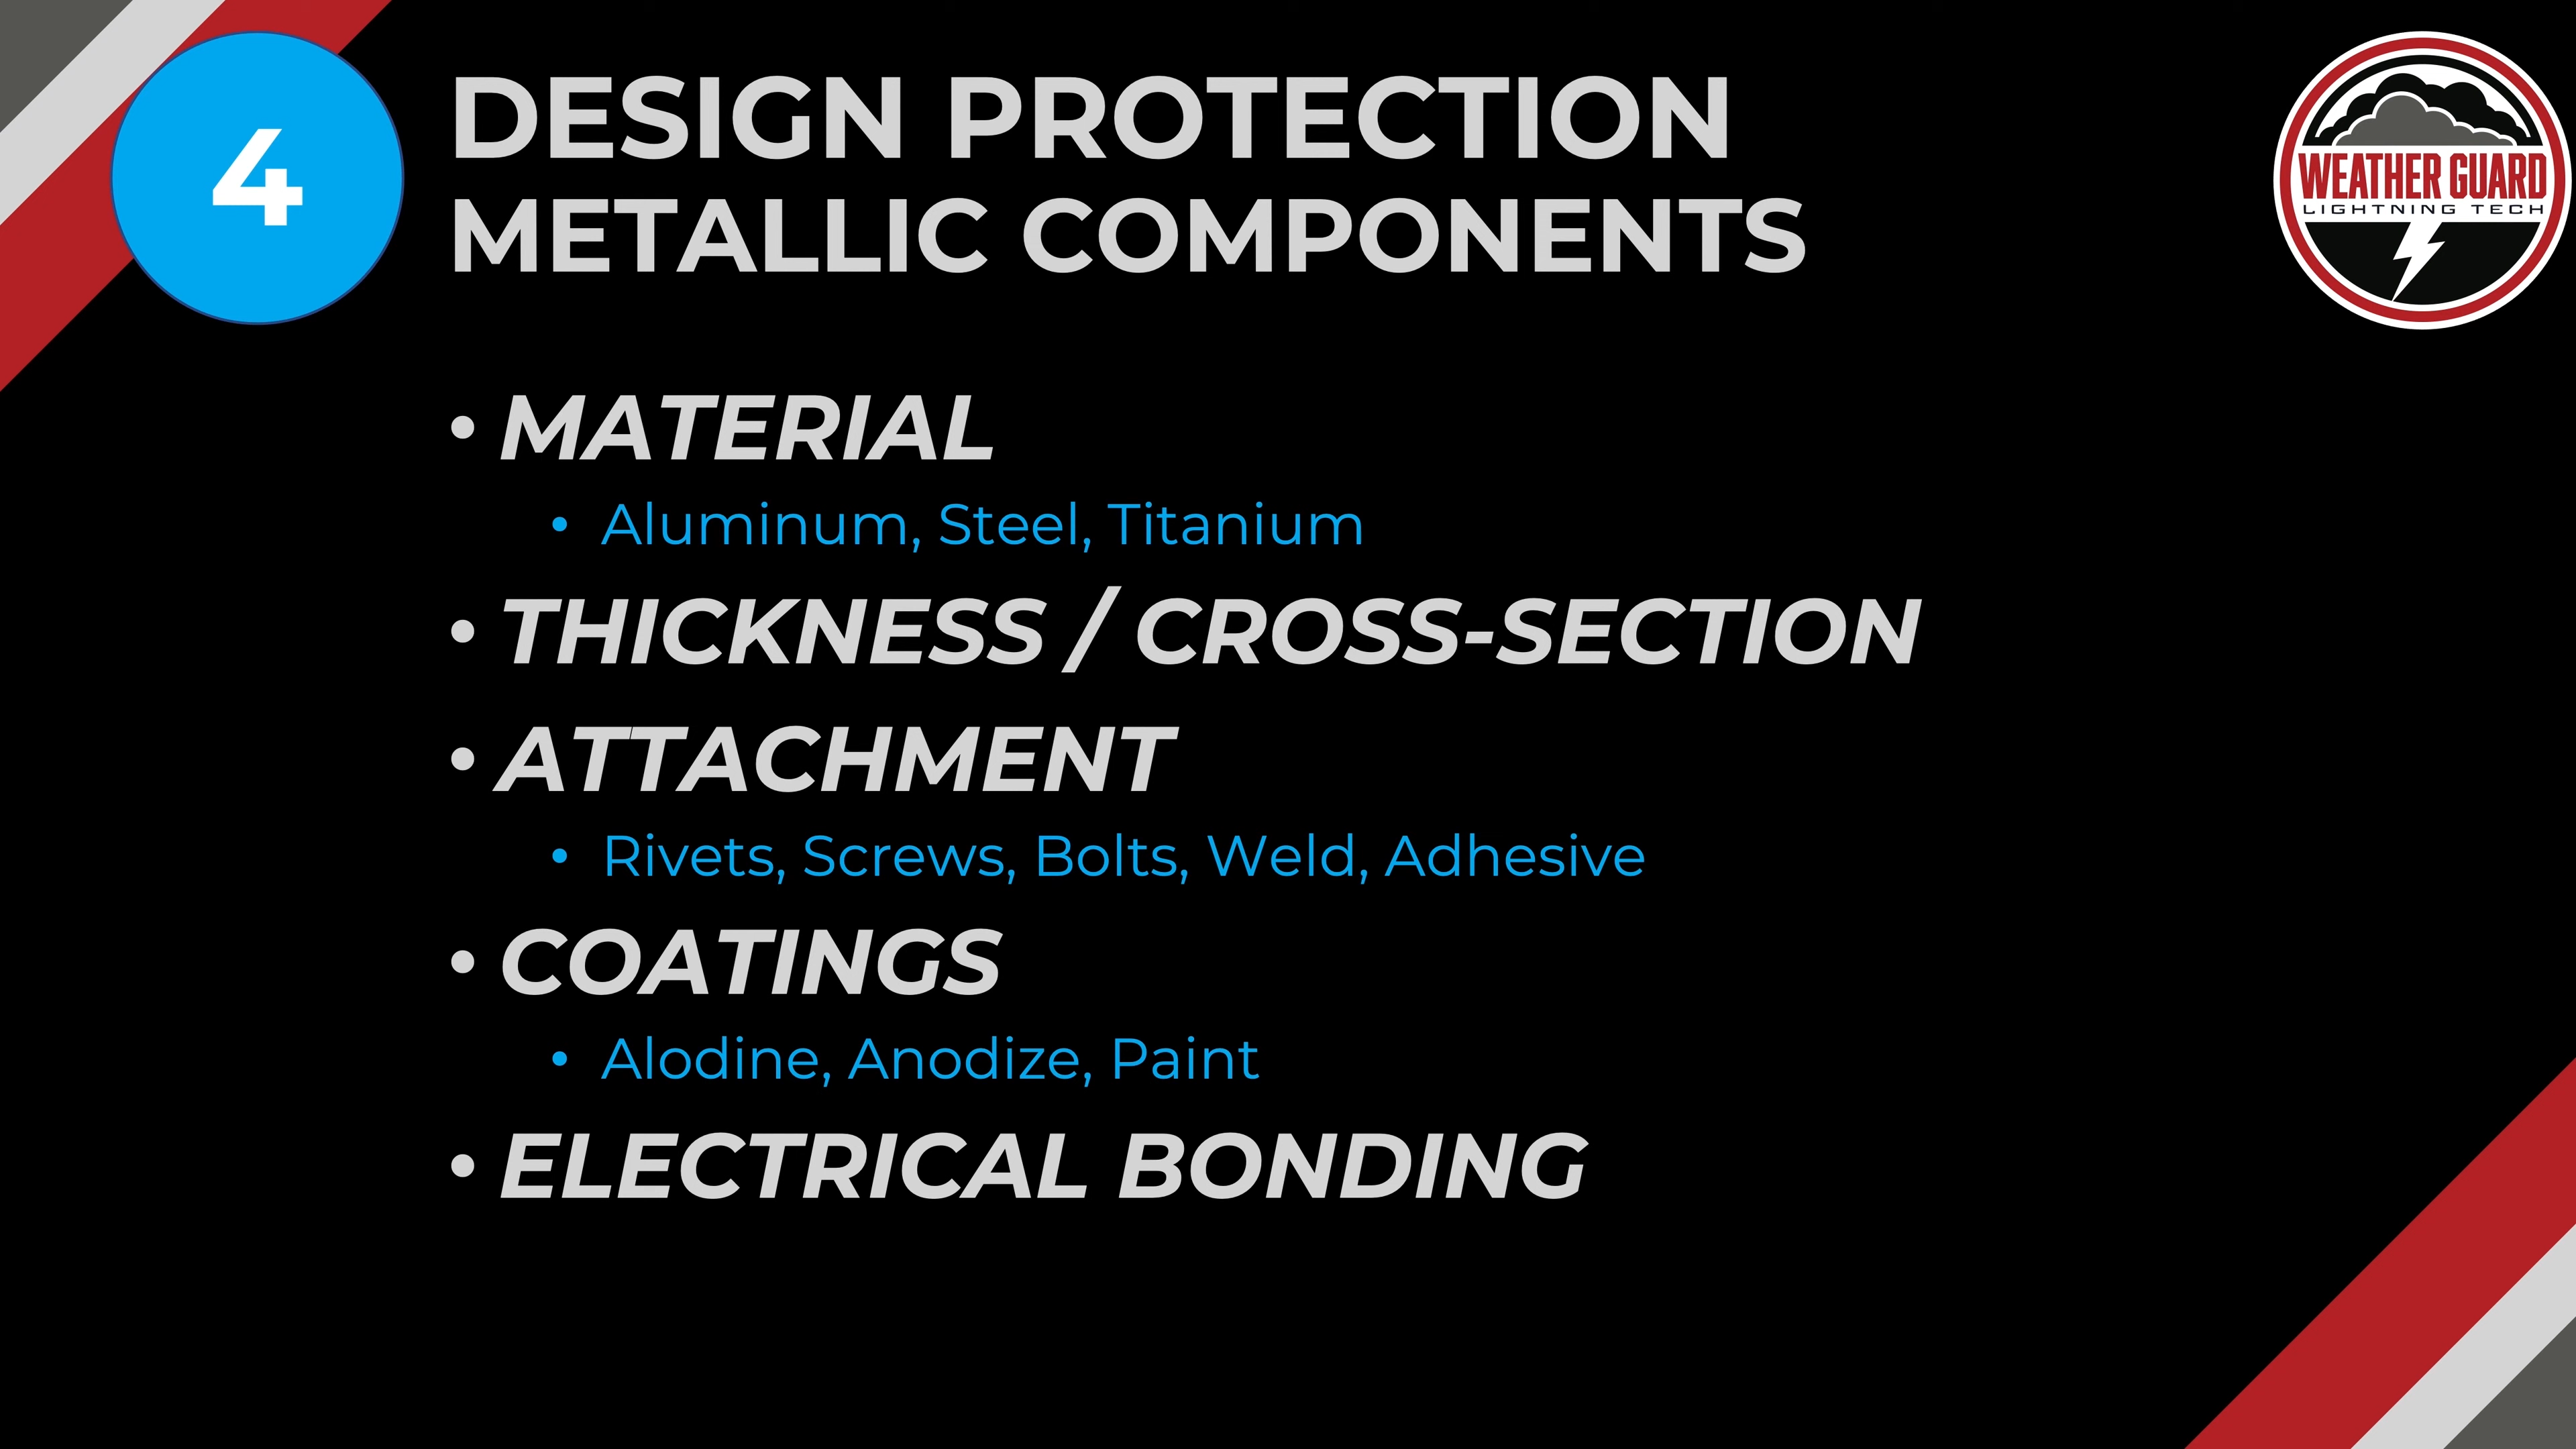 4
DESIGN PROTECTION
METALLIC COMPONENTS
WEATHER GUARD
LIGHTNING TECH
• MATERIAL
• Aluminum, Steel, Titanium
• THICKNESS / CROSS-SECTION
• ATTACHMENT
• Rivets, Screws, Bolts, Weld, Adhesive
• COATINGS
• Alodine, Anodize, Paint
• ELECTRICAL BONDING